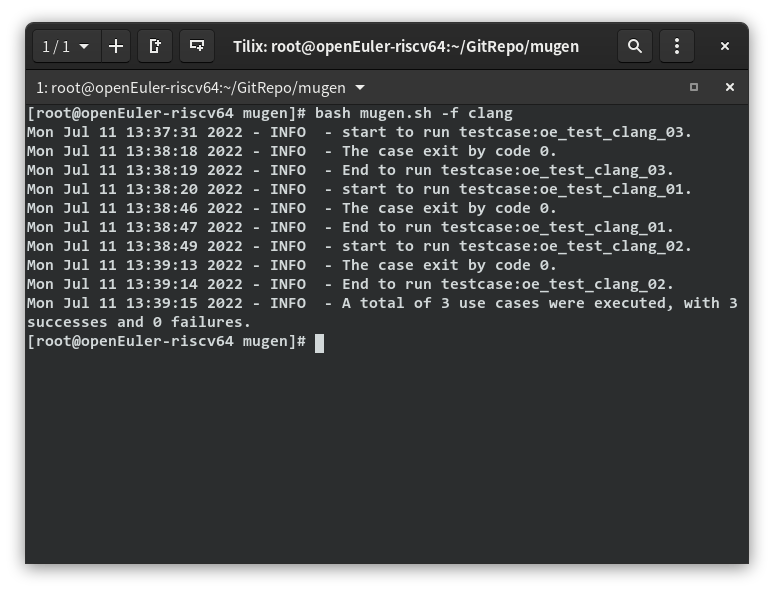 1 / 1
Tilix: root@openEuler-riscv64:~/GitRepo/mugen
1: root@openEuler-riscv64:~/GitRepo/mugen
[root@openEuler-riscv64 mugen]# bash mugen.sh -f clang
Mon Jul 11 13:37:31 2022 - INFO  - start to run testcase:oe_test_clang_03.
Mon Jul 11 13:38:18 2022 - INFO  - The case exit by code 0.
Mon Jul 11 13:38:19 2022 - INFO  - End to run testcase:oe_test_clang_03.
Mon Jul 11 13:38:20 2022 - INFO  - start to run testcase:oe_test_clang_01.
Mon Jul 11 13:38:46 2022 - INFO  - The case exit by code 0.
Mon Jul 11 13:38:47 2022 - INFO  - End to run testcase:oe_test_clang_01.
Mon Jul 11 13:38:49 2022 - INFO  - start to run testcase:oe_test_clang_02.
Mon Jul 11 13:39:13 2022 - INFO  - The case exit by code 0.
Mon Jul 11 13:39:14 2022 - INFO  - End to run testcase:oe_test_clang_02.
Mon Jul 11 13:39:15 2022 - INFO  - A total of 3 use cases were executed, with 3
successes and 0 failures.
[root@openEuler-riscv64 mugen]#